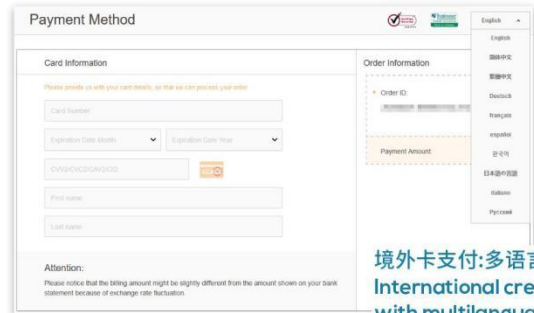 Payment Method
English
English
简体中文
繁體中文
Deutsch
français
español
한국어
日本語の言語
italiano
Русский
Card Information
Please provide us with your card details, so that we can process your order.
Card Number
Expiration Date Month
Expiration Date Year
CVV2/CVC2/CAV2/CID
First name
Last name
Attention:
Please notice that the billing amount might be slightly different from the amount shown on your bank
statement because of exchange rate fluctuation.
Order Information
* Order ID:
Payment Amount
境外卡支付:多语言
International cre
with multilangua